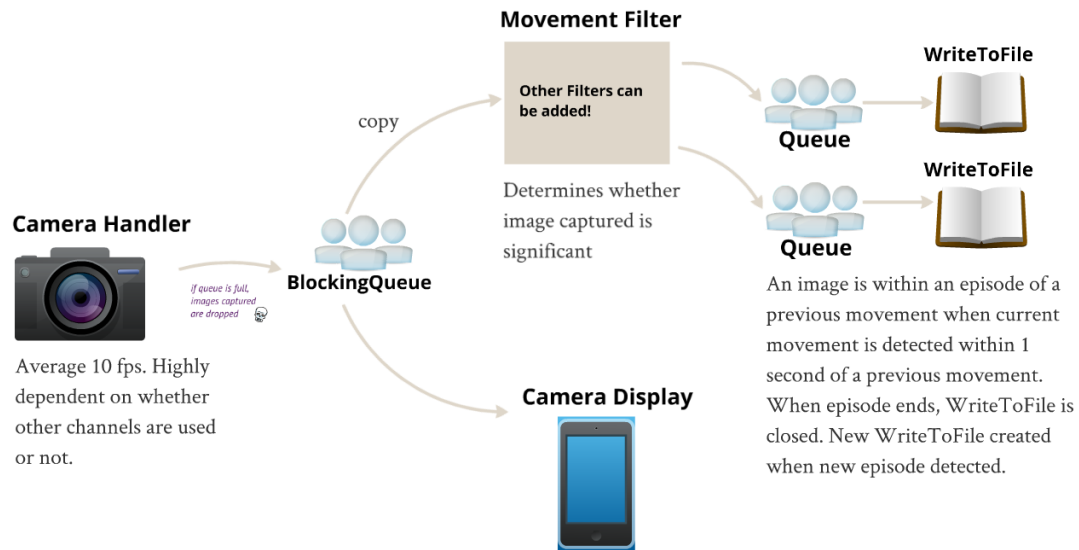 Movement Filter
Other Filters can
be added!
copy
Determines whether
image captured is
significant
WriteToFile
Queue
WriteToFile
Queue
Camera Handler
if queue is full,
images captured
are dropped
BlockingQueue
Average 10 fps. Highly
dependent on whether
other channels are used
or not.
Camera Display
An image is within an episode of a
previous movement when current
movement is detected within 1
second of a previous movement.
When episode ends, WriteToFile is
closed. New WriteToFile created
when new episode detected.